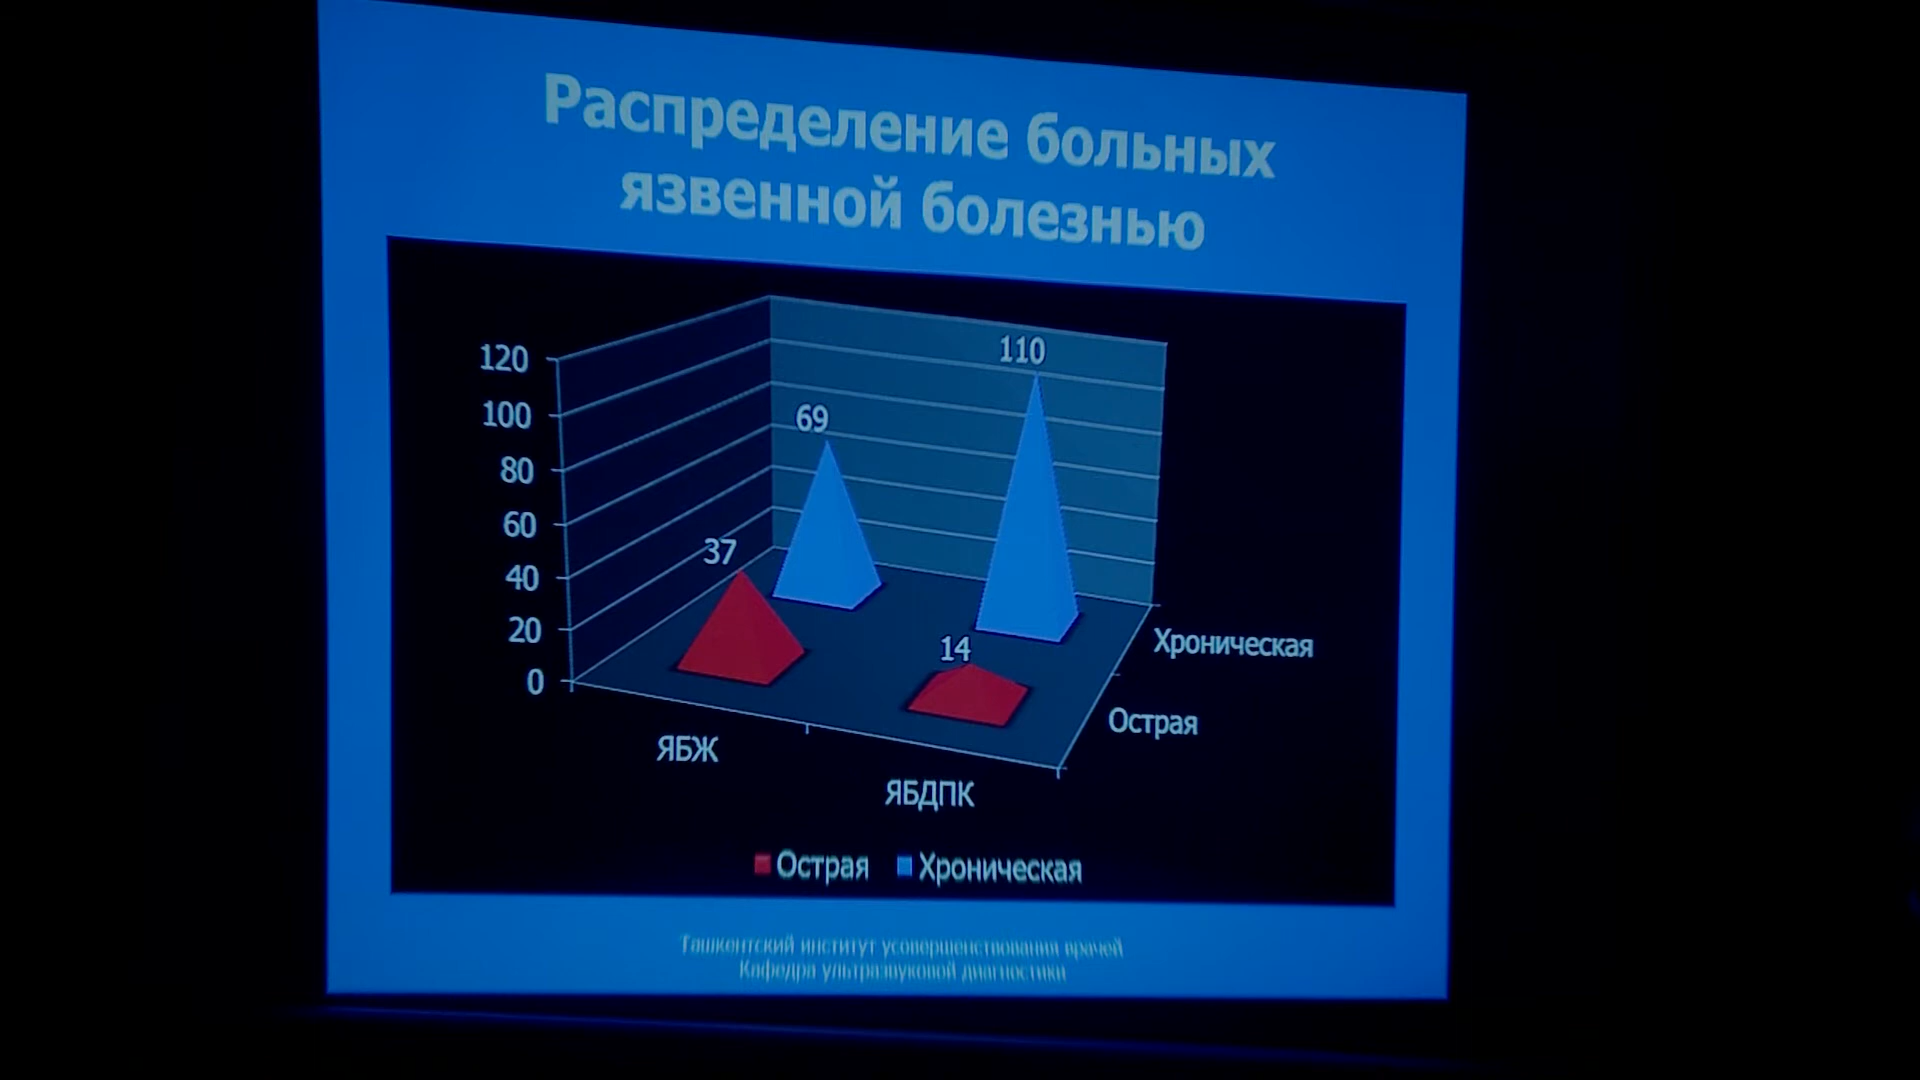 Распределение больных
язвенной болезнью
120
100
80
60
40
20
0
37
69
14
110
ЯБЖ
ЯБДПК
Хроническая
Острая
Острая
Хроническая
Ташкентский институт усовершенствования врачей
Кафедра ультразвуковой диагностики